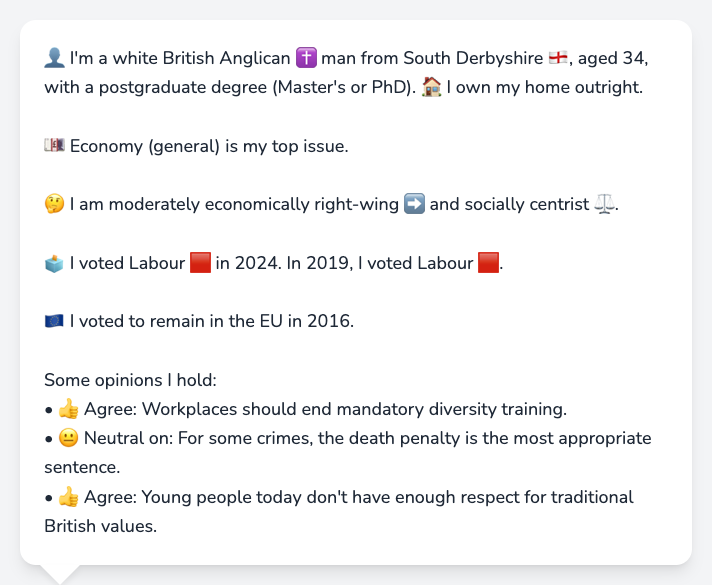 👤 I'm a white British Anglican ✝️ man from South Derbyshire 🏴󠁧󠁢󠁥󠁮󠁧󠁿, aged 34,
with a postgraduate degree (Master's or PhD). 🏠 I own my home outright.
💷 Economy (general) is my top issue.
🤔 I am moderately economically right-wing ➡️ and socially centrist ⚖️.
🗳️ I voted Labour 🟥 in 2024. In 2019, I voted Labour 🟥.
🇪🇺 I voted to remain in the EU in 2016.
Some opinions I hold:
• 👍 Agree: Workplaces should end mandatory diversity training.
• 😐 Neutral on: For some crimes, the death penalty is the most appropriate
sentence.
• 👍 Agree: Young people today don't have enough respect for traditional
British values.